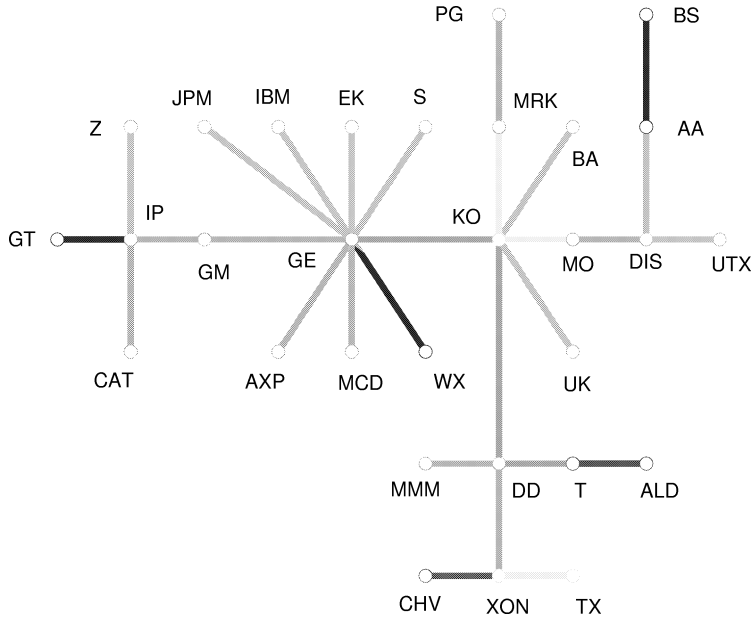 PG
BS
JPM
IBM
EK
S
MRK
Z
AA
BA
IP
KO
GT
GM
GE
MO
DIS
UTX
CAT
AXP
MCD
WX
UK
MMM
DD
T
ALD
CHV
XON
TX